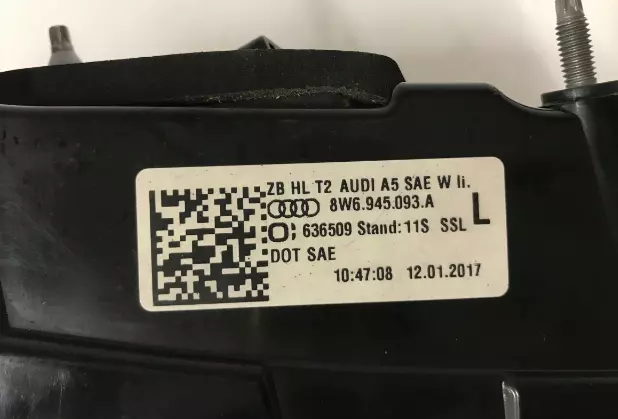 ZB HL T2 AUDI A5 SAE W li.
8W6.945.093.A
636509 Stand:11S SSL
L
DOT SAE
10:47:08 12.01.2017